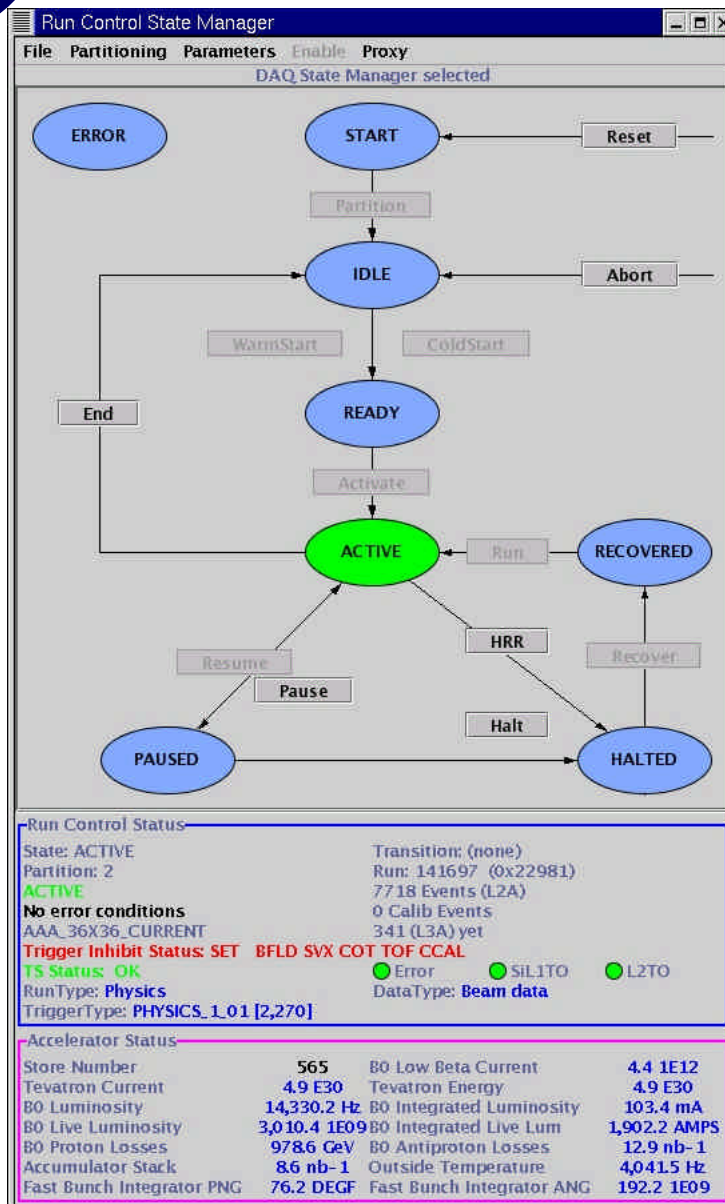 Run Control State Manager
File Partitioning Parameters Enable Proxy
DAQ State Manager selected
ERROR
START
Reset
Partition
IDLE
Abort
WarmStart
ColdStart
End
READY
Activate
ACTIVE
Run
RECOVERED
HRR
Resume
Recover
Pause
Halt
PAUSED
HALTED
Run Control Status
State: ACTIVE Transition: (none)
Partition: 2 Run: 141697 (0x22981)
ACTIVE 7718 Events (L2A)
No error conditions 0 Calib Events
AAA_36X36_CURRENT 341 (L3A) yet
Trigger Inhibit Status: SET BFLD SVX COT TOF CCAL
TS Status: OK Error SiL1TO L2TO
RunType: Physics DataType: Beam data
TriggerType: PHYSICS_1_01 [2,270]
Accelerator Status
Store Number 565 B0 Low Beta Current 4.4 1E12
Tevatron Current 4.9 E30 Tevatron Energy 4.9 E30
B0 Luminosity 14,330.2 Hz B0 Integrated Luminosity 103.4 mA
B0 Live Luminosity 3,010.4 1E09 B0 Integrated Live Lum 1,902.2 AMPS
B0 Proton Losses 978.6 GeV B0 Antiproton Losses 12.9 nb-1
Accumulator Stack 8.6 nb-1 Outside Temperature 4,041.5 Hz
Fast Bunch Integrator PNG 76.2 DEGF Fast Bunch Integrator ANG 192.2 1E09